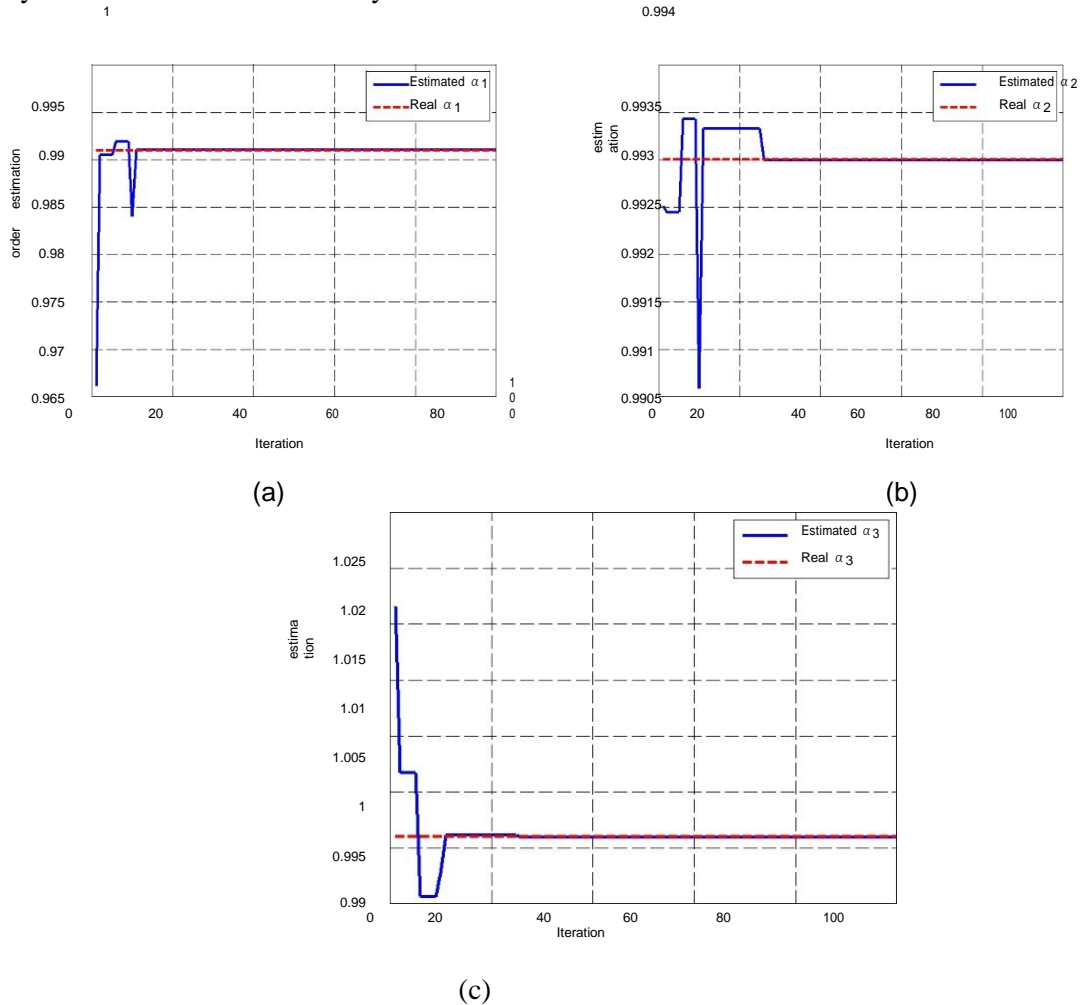 1
0.994
Estimated α1
Real α1
0.995
0.99
0.985
0.98
0.975
0.97
0.965
order estimation
0 20 40 60 80 100
Iteration
(a)
Estimated α2
Real α2
0.9935
0.993
0.9925
0.992
0.9915
0.991
0.9905
estim
ation
0 20 40 60 80 100
Iteration
(b)
Estimated α3
Real α3
1.025
1.02
1.015
1.01
1.005
1
0.995
0.99
estima
tion
0 20 40 60 80 100
Iteration
(c)